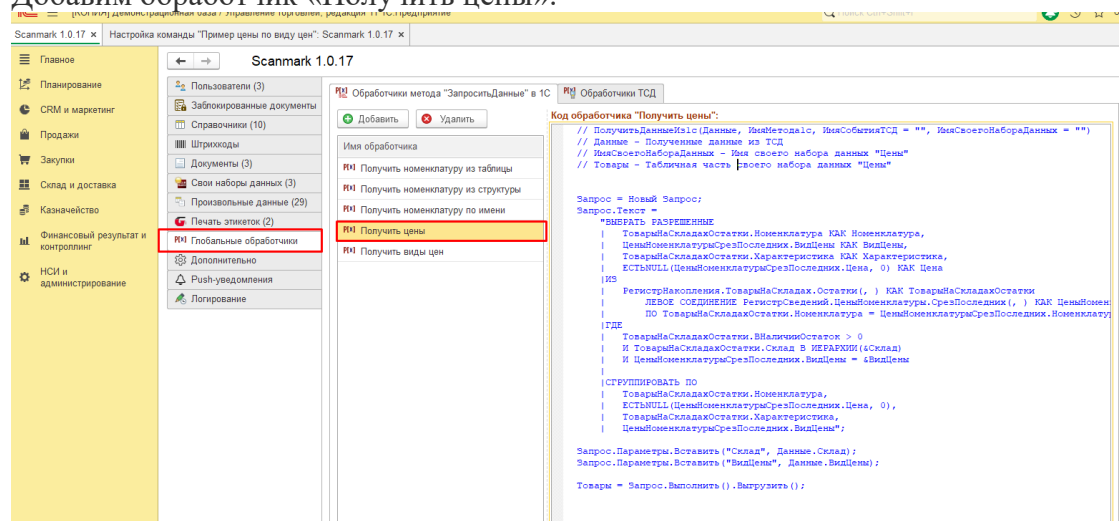 Добавим обработчик «Получить цены».
[КОПИЯ] Демонстрационная база / Управление торговлей, редакция 11 1С:Предприятие
Поиск Ctrl+Shift+F
Scanmark 1.0.17 ×
Настройка команды "Пример цены по виду цен": Scanmark 1.0.17 ×
Главное
Планирование
CRM и маркетинг
Продажи
Закупки
Склад и доставка
Казначейство
Финансовый результат и
контроллинг
НСИ и
администрирование
Scanmark 1.0.17
Пользователи (3)
Заблокированные документы
Справочники (10)
Штрихкоды
Документы (3)
Свои наборы данных (3)
Произвольные данные (29)
Печать этикеток (2)
Глобальные обработчики
Дополнительно
Push-уведомления
Логирование
Обработчики метода "ЗапроситьДанные" в 1С
Обработчики ТСД
Добавить
Удалить
Имя обработчика
Получить номенклатуру из таблицы
Получить номенклатуру из структуры
Получить номенклатуру по имени
Получить цены
Получить виды цен
Код обработчика "Получить цены":
// ПолучитьДанныеИз1с(Данные, ИмяМетода1с, ИмяСобытияТСД = "", ИмяСвоегоНабораДанных = "")
// Данные - Полученные данные из ТСД
// ИмяСвоегоНабораДанных - Имя своего набора данных "Цены"
// Товары - Табличная часть своего набора данных "Цены"
Запрос = Новый Запрос;
Запрос.Текст =
"ВЫБРАТЬ РАЗРЕШЕННЫЕ
| ТоварыНаСкладахОстатки.Номенклатура КАК Номенклатура,
| ЦеныНоменклатурыСрезПоследних.ВидЦены КАК ВидЦены,
| ТоварыНаСкладахОстатки.Характеристика КАК Характеристика,
| ЕСТЬNULL(ЦеныНоменклатурыСрезПоследних.Цена, 0) КАК Цена
|ИЗ
| РегистрНакопления.ТоварыНаСкладах.Остатки(, ) КАК ТоварыНаСкладахОстатки
| ЛЕВОЕ СОЕДИНЕНИЕ РегистрСведений.ЦеныНоменклатуры.СрезПоследних(, ) КАК ЦеныНомен
| ПО ТоварыНаСкладахОстатки.Номенклатура = ЦеныНоменклатурыСрезПоследних.Номенклату
|ГДЕ
| ТоварыНаСкладахОстатки.ВНаличииОстаток > 0
| И ТоварыНаСкладахОстатки.Склад В ИЕРАРХИИ(&Склад)
| И ЦеныНоменклатурыСрезПоследних.ВидЦены = &ВидЦены
|
|СГРУППИРОВАТЬ ПО
| ТоварыНаСкладахОстатки.Номенклатура,
| ЕСТЬNULL(ЦеныНоменклатурыСрезПоследних.Цена, 0),
| ТоварыНаСкладахОстатки.Характеристика,
| ЦеныНоменклатурыСрезПоследних.ВидЦены";
Запрос.Параметры.Вставить("Склад", Данные.Склад);
Запрос.Параметры.Вставить("ВидЦены", Данные.ВидЦены);
Товары = Запрос.Выполнить().Выгрузить();